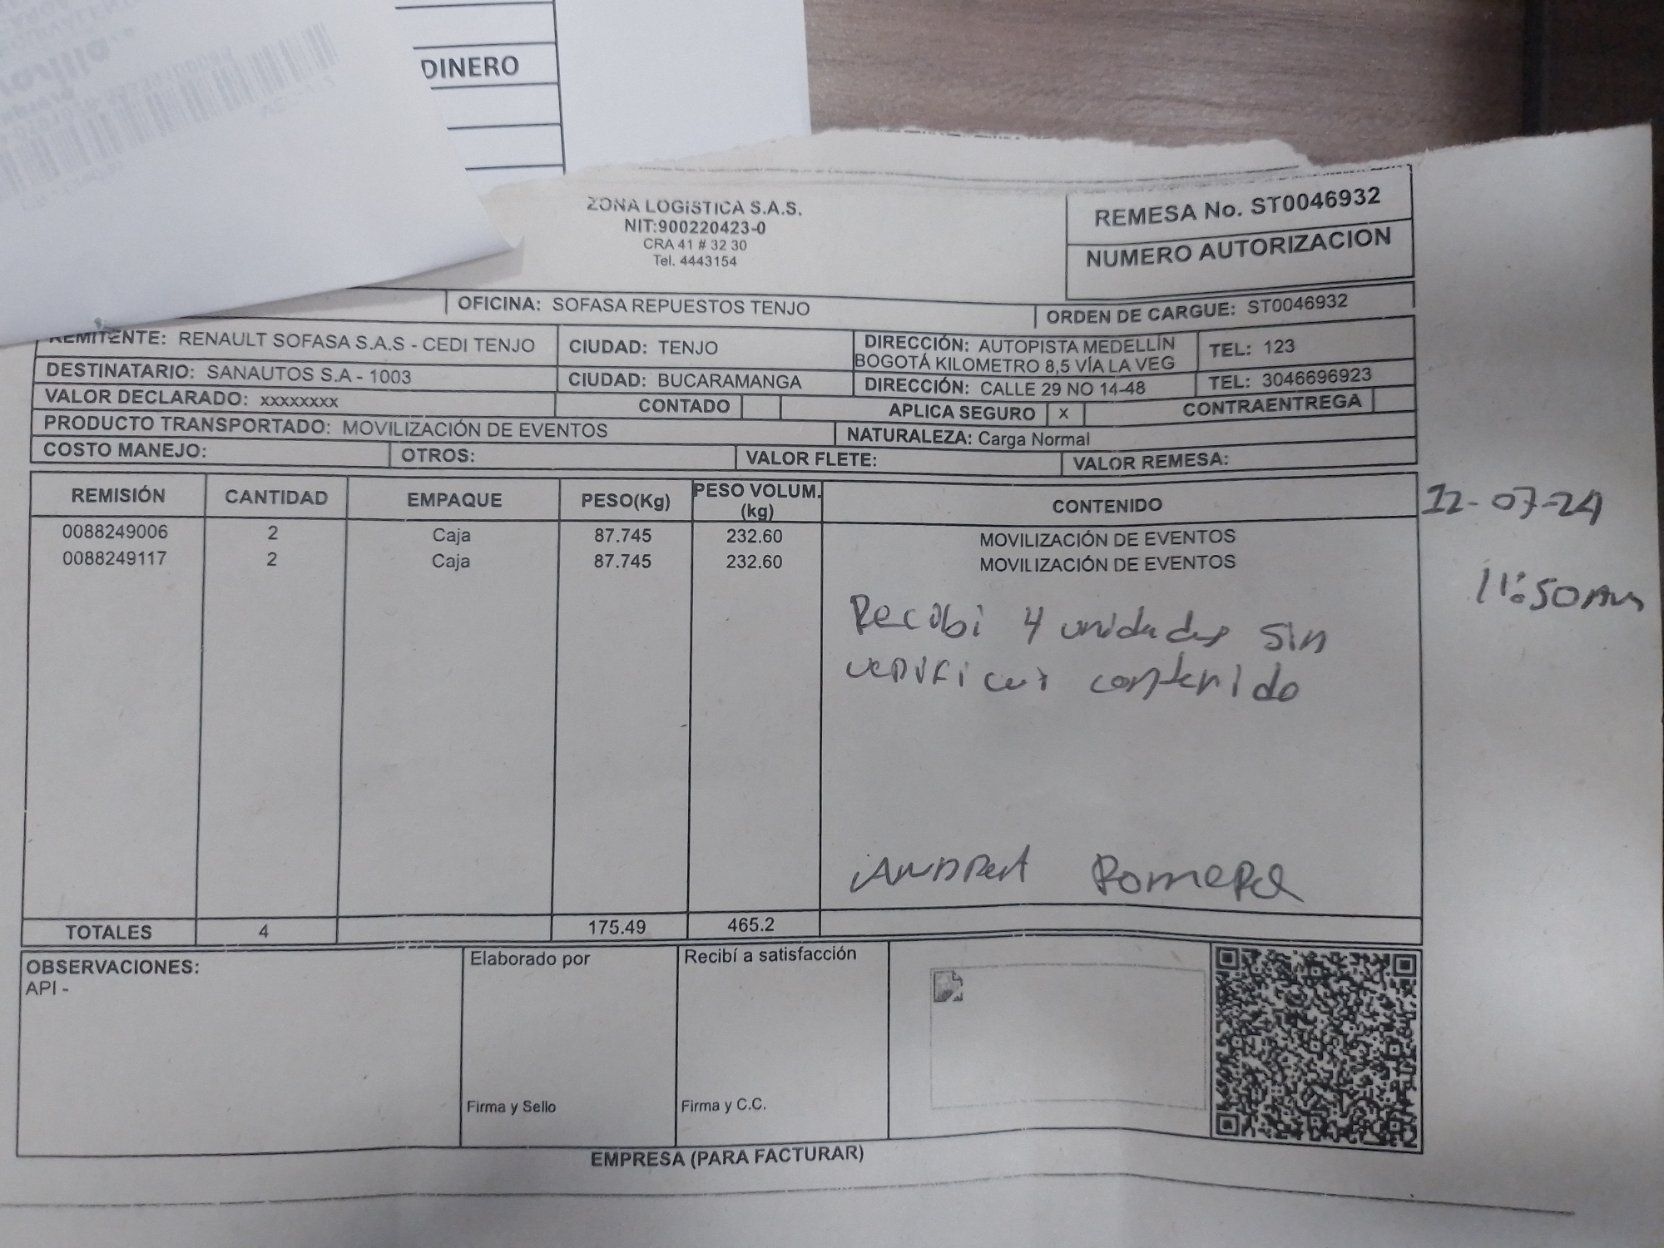 DINERO
ZONA LOGISTICA S.A.S.
NIT:900220423-0
CRA 41 # 32 30
Tel. 4443154
REMESA No. ST0046932
NUMERO AUTORIZACION
OFICINA: SOFASA REPUESTOS TENJO
ORDEN DE CARGUE: ST0046932
REMITENTE: RENAULT SOFASA S.A.S - CEDI TENJO
CIUDAD: TENJO
DIRECCIÓN: AUTOPISTA MEDELLÍN
BOGOTÁ KILOMETRO 8,5 VÍA LA VEG
TEL: 123
DESTINATARIO: SANAUTOS S.A - 1003
CIUDAD: BUCARAMANGA
DIRECCIÓN: CALLE 29 NO 14-48
TEL: 3046696923
VALOR DECLARADO: xxxxxxxx
CONTADO
APLICA SEGURO x
CONTRAENTREGA
PRODUCTO TRANSPORTADO: MOVILIZACIÓN DE EVENTOS
NATURALEZA: Carga Normal
COSTO MANEJO:
OTROS:
VALOR FLETE:
VALOR REMESA:
REMISIÓN CANTIDAD EMPAQUE PESO(Kg) PESO VOLUM. (kg) CONTENIDO
0088249006 2 Caja 87.745 232.60 MOVILIZACIÓN DE EVENTOS
0088249117 2 Caja 87.745 232.60 MOVILIZACIÓN DE EVENTOS
12-07-24
11:50am
Recibi 4 unidades sin
verificar contenido
ANDREA Romero
TOTALES 4 175.49 465.2
OBSERVACIONES:
API -
Elaborado por
Firma y Sello
Recibí a satisfacción
Firma y C.C.
EMPRESA (PARA FACTURAR)